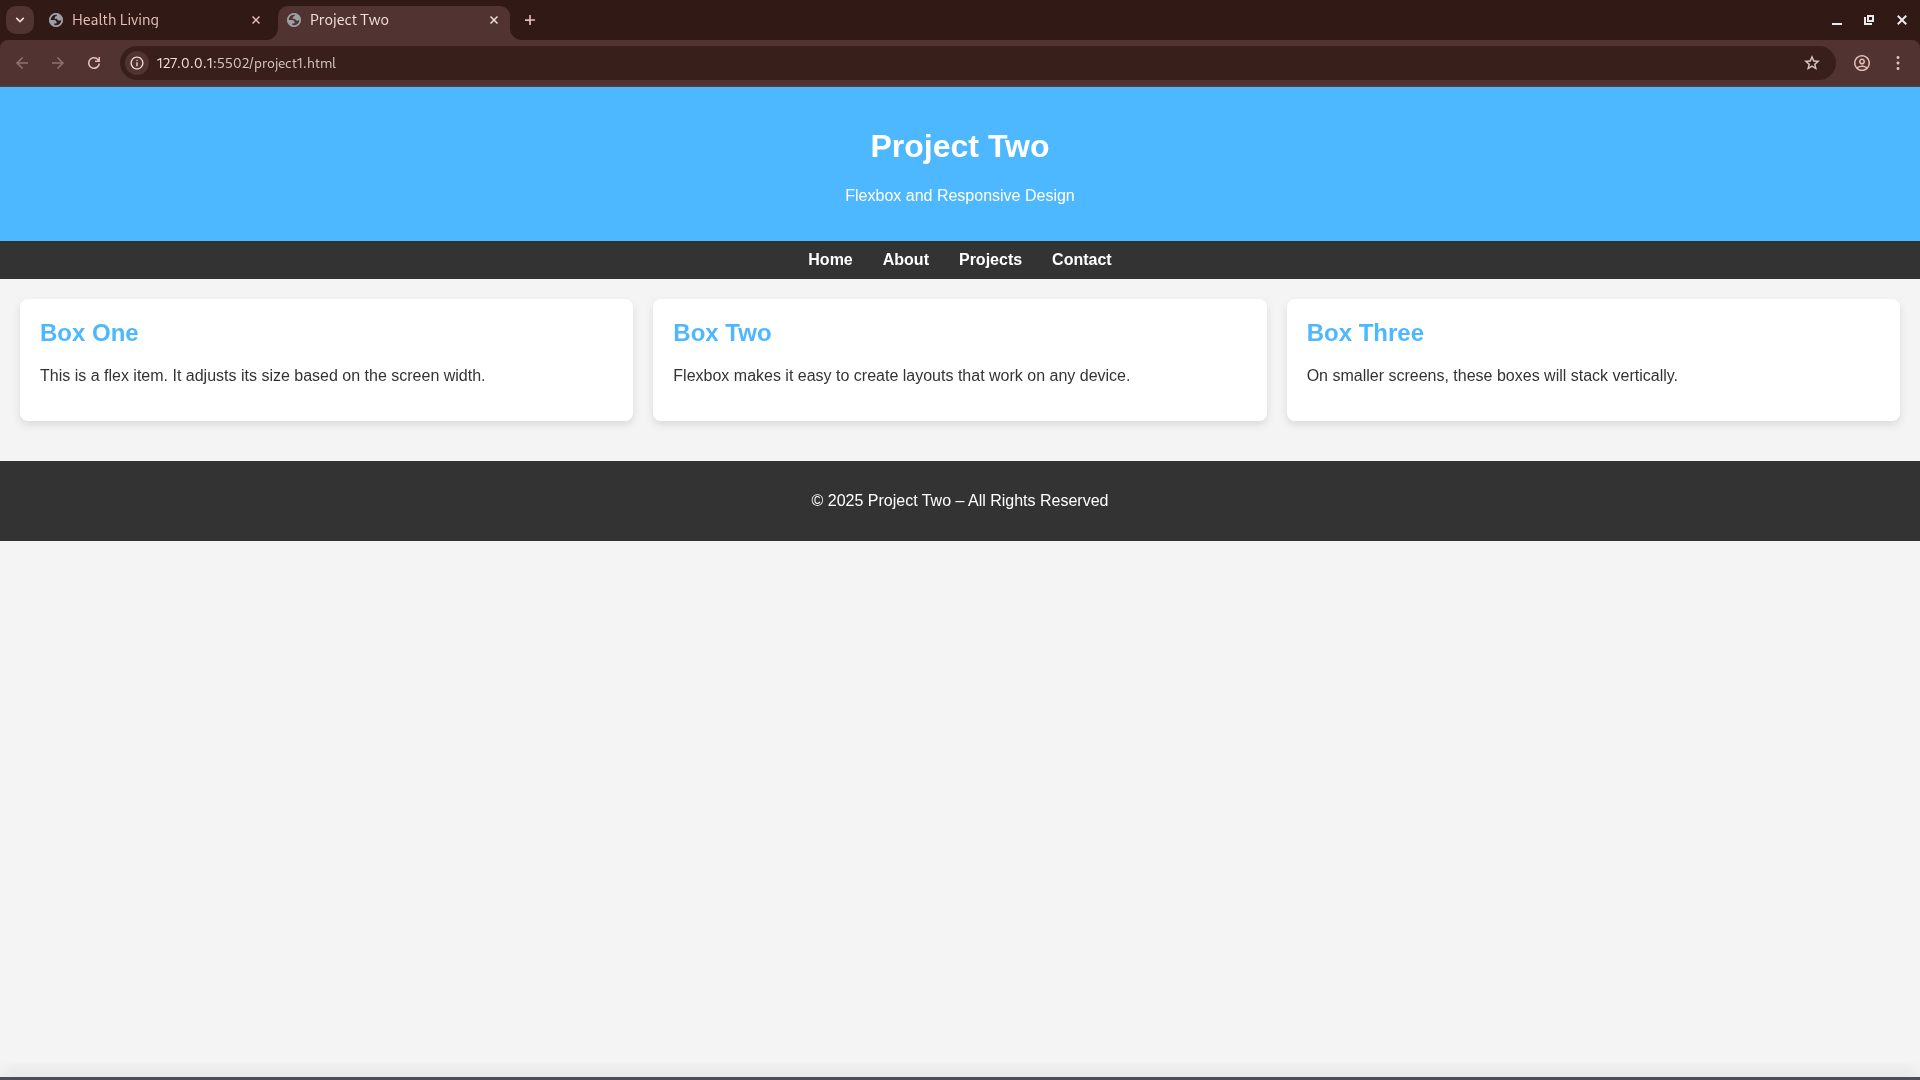 Health Living
Project Two
127.0.0.1:5502/project1.html
Project Two
Flexbox and Responsive Design
Home About Projects Contact
Box One
This is a flex item. It adjusts its size based on the screen width.
Box Two
Flexbox makes it easy to create layouts that work on any device.
Box Three
On smaller screens, these boxes will stack vertically.
© 2025 Project Two – All Rights Reserved